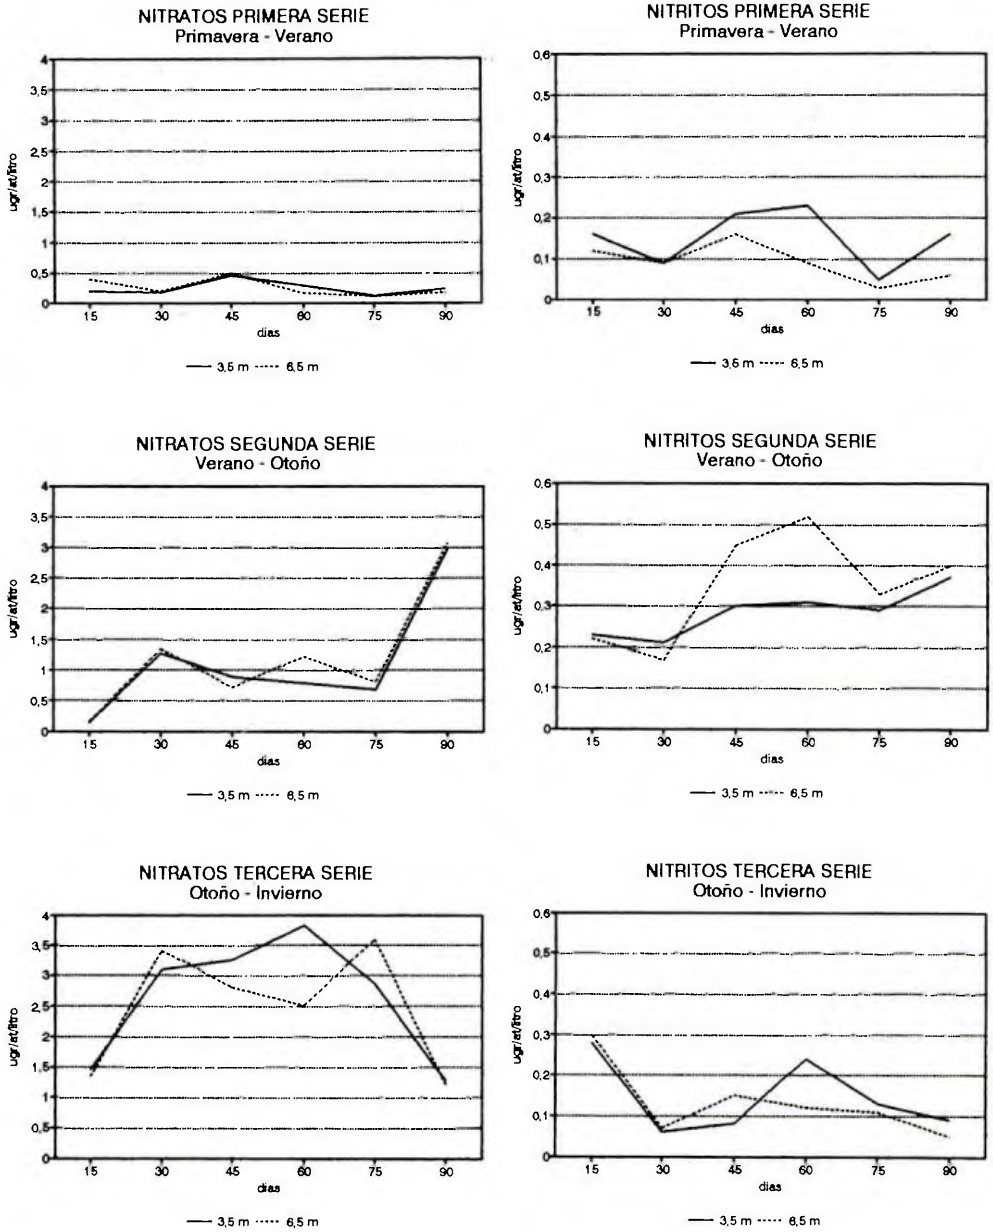 NITRATOS PRIMERA SERIE
Primavera - Verano
4
3,5
3
2,5
2
1,5
1
0,5
0
ugr/at/litro
15 30 45 60 75 90
dias
3,5 m 6,5 m
NITRITOS PRIMERA SERIE
Primavera - Verano
0,6
0,5
0,4
0,3
0,2
0,1
0
ugr/at/litro
15 30 45 60 75 90
dias
3,5 m 6,5 m
NITRATOS SEGUNDA SERIE
Verano - Otoño
4
3,5
3
2,5
2
1,5
1
0,5
0
ugr/at/litro
15 30 45 60 75 90
dias
3,5 m 6,5 m
NITRITOS SEGUNDA SERIE
Verano - Otoño
0,6
0,5
0,4
0,3
0,2
0,1
0
ugr/at/litro
15 30 45 60 75 90
dias
3,5 m 6,5 m
NITRATOS TERCERA SERIE
Otoño - Invierno
4
3,5
3
2,5
2
1,5
1
0,5
0
ugr/at/litro
15 30 45 60 75 90
dias
3,5 m 6,5 m
NITRITOS TERCERA SERIE
Otoño - Invierno
0,6
0,5
0,4
0,3
0,2
0,1
0
ugr/at/litro
15 30 45 60 75 90
dias
3,5 m 6,5 m